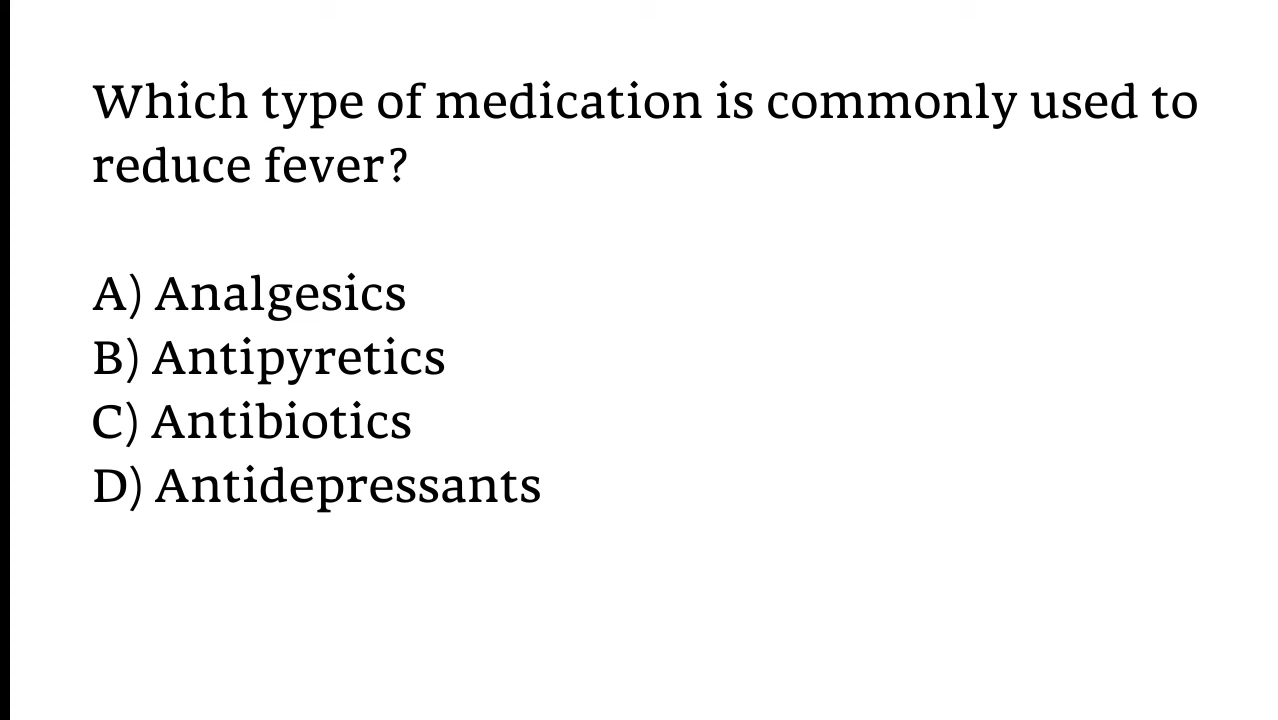 Which type of medication is commonly used to
reduce fever?
A) Analgesics
B) Antipyretics
C) Antibiotics
D) Antidepressants